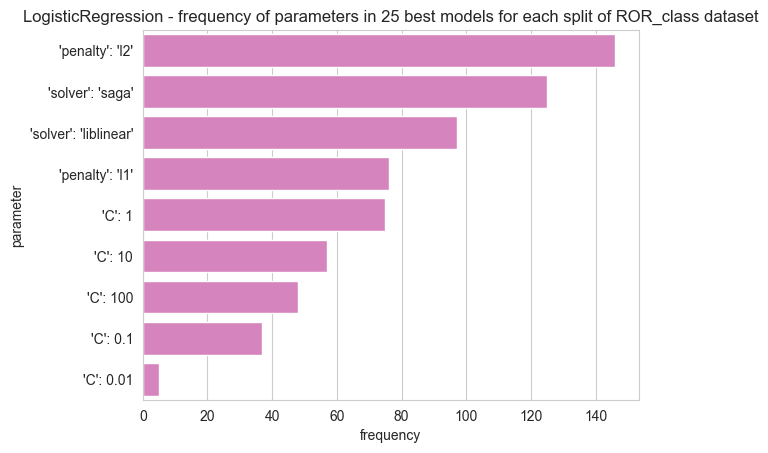 LogisticRegression - frequency of parameters in 25 best models for each split of ROR_class dataset
'penalty': 'l2'
'solver': 'saga'
'solver': 'liblinear'
'penalty': 'l1'
'C': 1
'C': 10
'C': 100
'C': 0.1
'C': 0.01
parameter
0 20 40 60 80 100 120 140
frequency